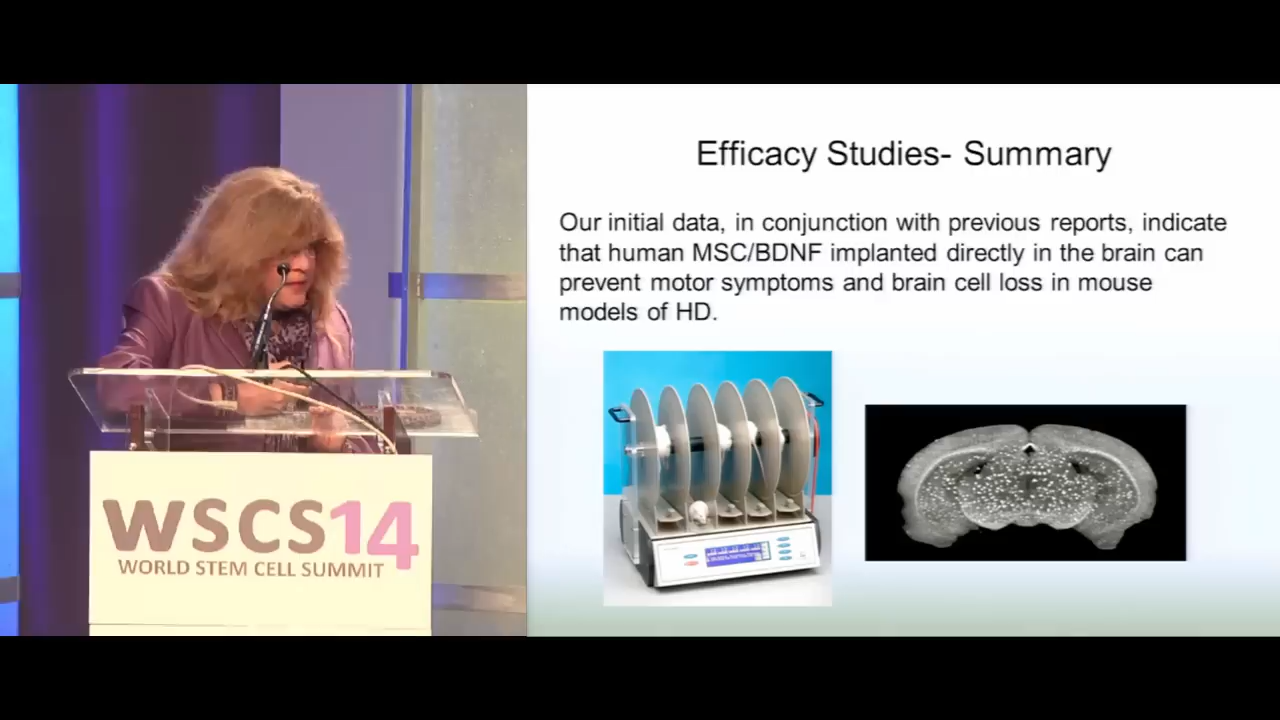 Efficacy Studies- Summary
Our initial data, in conjunction with previous reports, indicate
that human MSC/BDNF implanted directly in the brain can
prevent motor symptoms and brain cell loss in mouse
models of HD.
WSCS14
WORLD STEM CELL SUMMIT